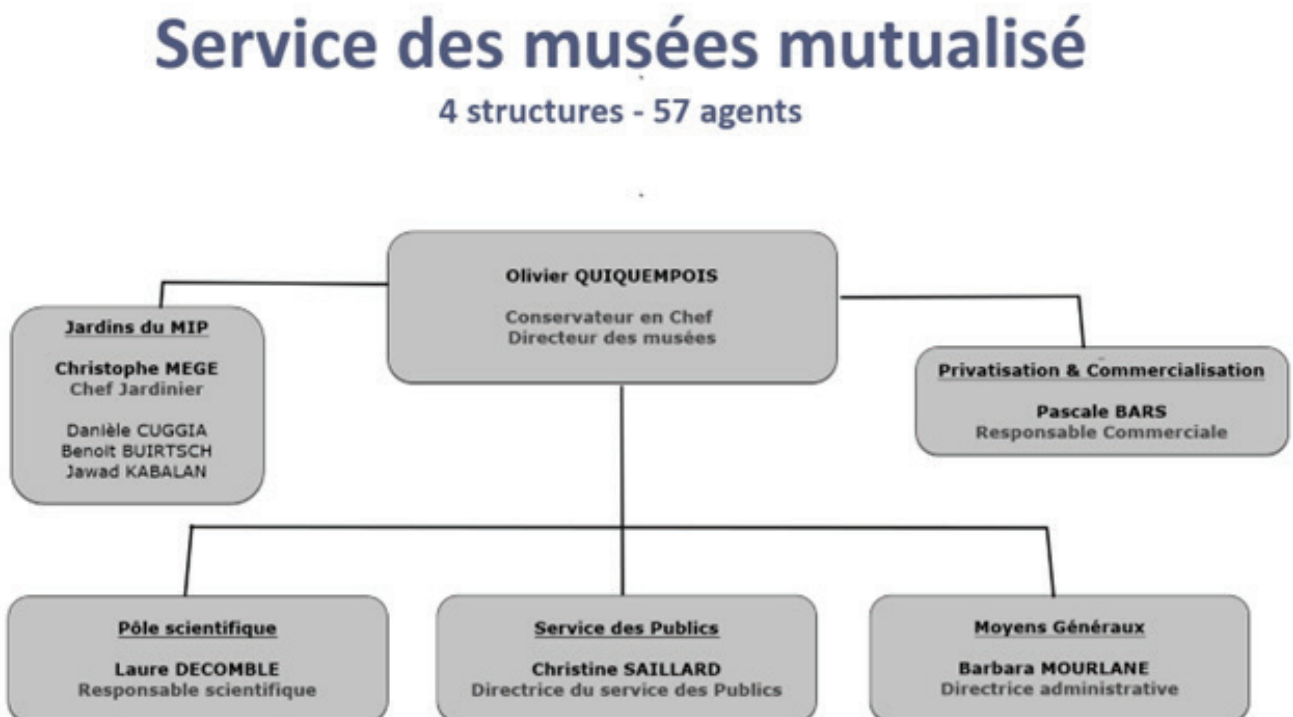 Service des musées mutualisé
4 structures - 57 agents
Olivier QUIQUEMPOIS
Conservateur en Chef
Directeur des musées
Jardins du MIP
Christophe MEGE
Chef Jardinier
Danièle CUGGIA
Benoit BUIRTSCH
Jawad KABALAN
Privatisation & Commercialisation
Pascale BARS
Responsable Commerciale
Pôle scientifique
Laure DECOMBLE
Responsable scientifique
Service des Publics
Christine SAILLARD
Directrice du service des Publics
Moyens Généraux
Barbara MOURLANE
Directrice administrative